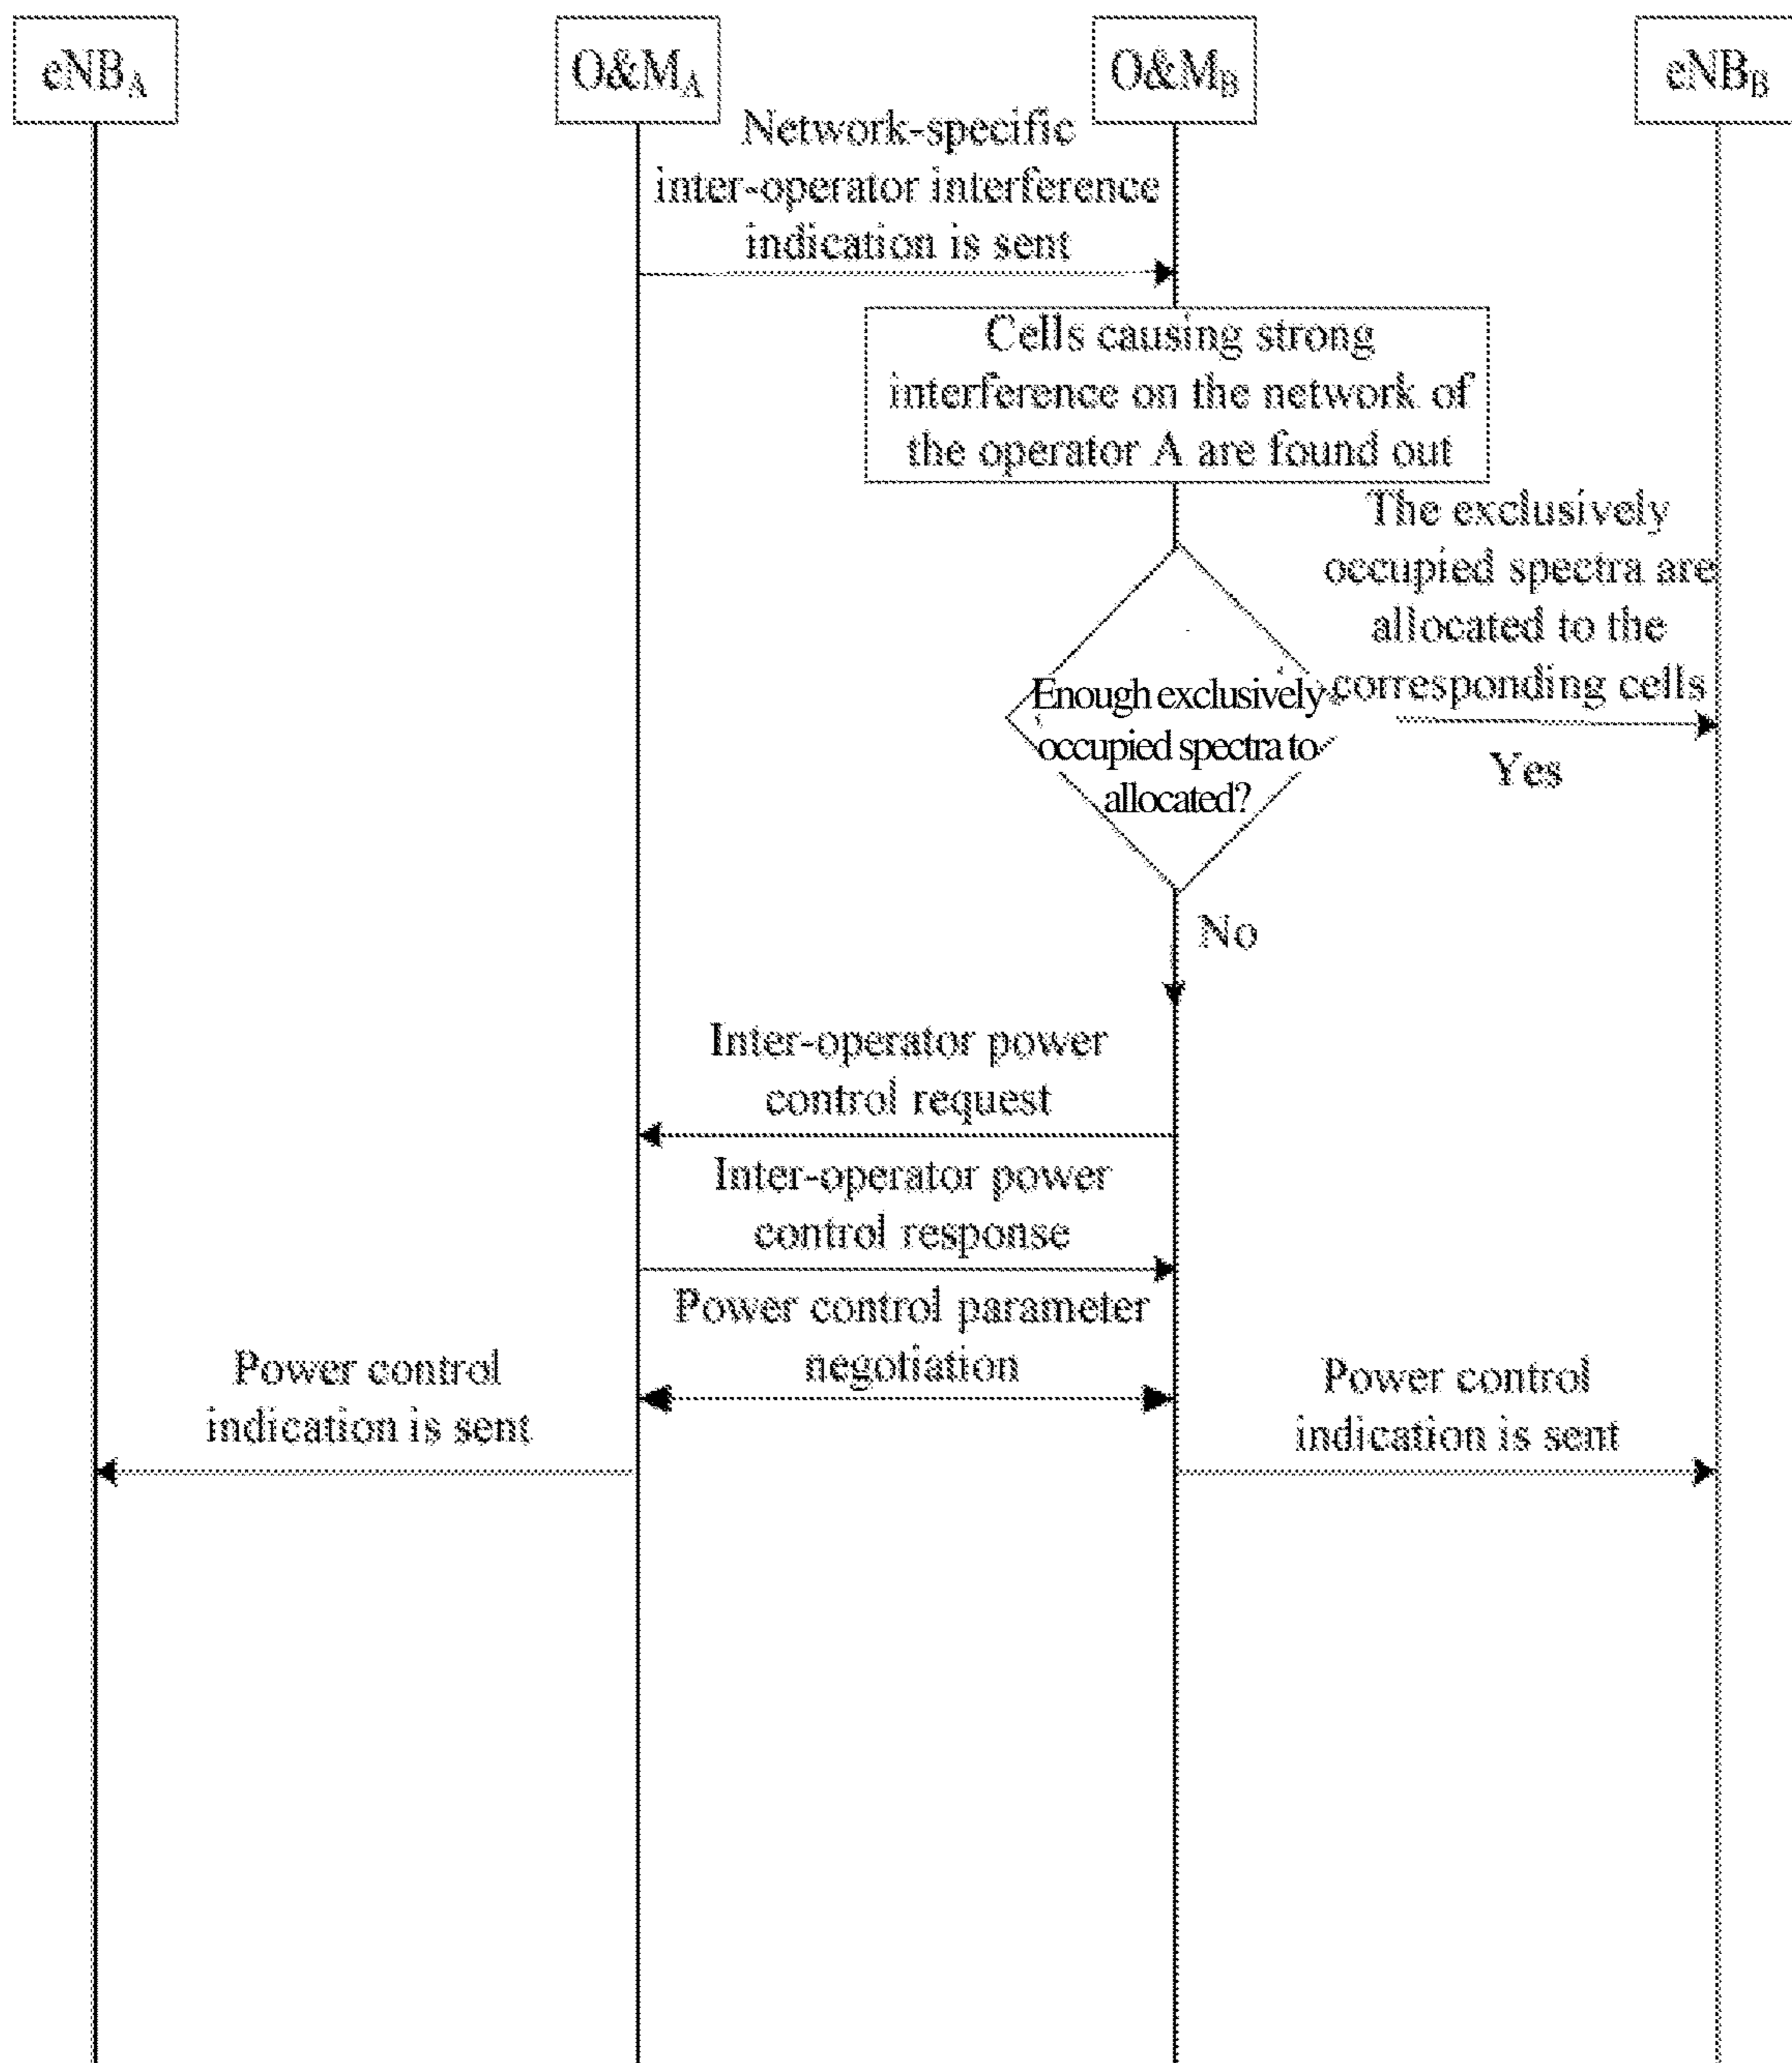 eNBA
O&MA
O&MB
eNBB
Network-specific
inter-operator interference
indication is sent
Cells causing strong
interference on the network of
the operator A are found out
The exclusively
occupied spectra are
allocated to the
corresponding cells
Enough exclusively
occupied spectra to
allocated?
Yes
No
Inter-operator power
control request
Inter-operator power
control response
Power control parameter
negotiation
Power control
indication is sent
Power control
indication is sent